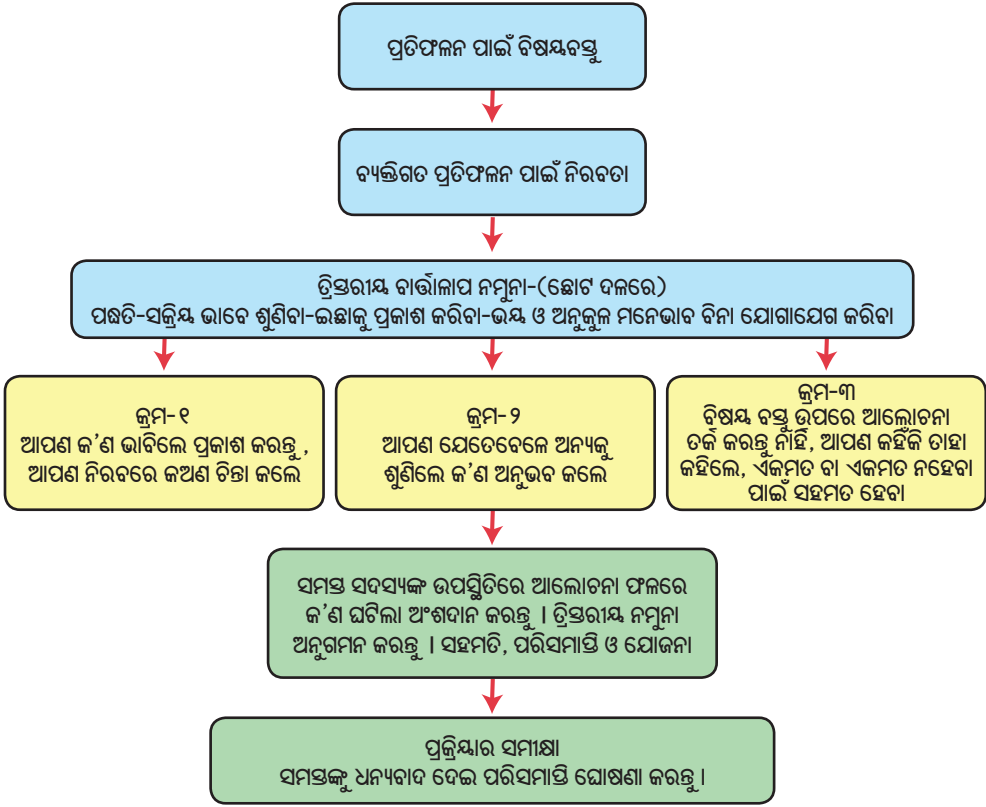 ପ୍ରତିଫଳନ ପାଇଁ ବିଷୟବସ୍ତୁ
ବ୍ୟକ୍ତିଗତ ପ୍ରତିଫଳନ ପାଇଁ ନିରବତା
ତ୍ରିସ୍ତରୀୟ ବାର୍ତ୍ତାଳାପ ନମୁନା-(ଛୋଟ ଦଳରେ)
ପଦ୍ଧତି-ସକ୍ରିୟ ଭାବେ ଶୁଣିବା-ଇଛାକୁ ପ୍ରକାଶ କରିବା-ଭୟ ଓ ଅନୁକୁଳ ମନେଭାବ ବିନା ଯୋଗାଯେଗ କରିବା
କ୍ରମ-୧
ଆପଣ କ'ଣ ଭାବିଲେ ପ୍ରକାଶ କରନ୍ତୁ ,
ଆପଣ ନିରବରେ କଅଣ ଚିନ୍ତା କଲେ
କ୍ରମ-୨
ଆପଣ ଯେତେବେଳେ ଅନ୍ୟକୁ
ଶୁଣିଲେ କ'ଣ ଅନୁଭବ କଲେ
କ୍ରମ-୩
ବିଷୟ ବସ୍ତୁ ଉପରେ ଆଲୋଚନା
ତର୍କ କରନ୍ତୁ ନାହିଁ, ଆପଣ କହିଁକି ତାହା
କହିଲେ, ଏକମତ ବା ଏକମତ ନହେବା
ପାଇଁ ସହମତ ହେବା
ସମସ୍ତ ସଦସ୍ୟଙ୍କ ଉପସ୍ଥିତିରେ ଆଲୋଚନା ଫଳରେ
କ'ଣ ଘଟିଲା ଅଂଶଦାନ କରନ୍ତୁ । ତ୍ରିସ୍ତରୀୟ ନମୁନା
ଅନୁଗମନ କରନ୍ତୁ । ସହମତି, ପରିସମାପ୍ତି ଓ ଯୋଜନା
ପ୍ରକ୍ରିୟାର ସମୀକ୍ଷା
ସମସ୍ତଙ୍କୁ ଧନ୍ୟବାଦ ଦେଇ ପରିସମାପ୍ତି ଘୋଷଣା କରନ୍ତୁ ।